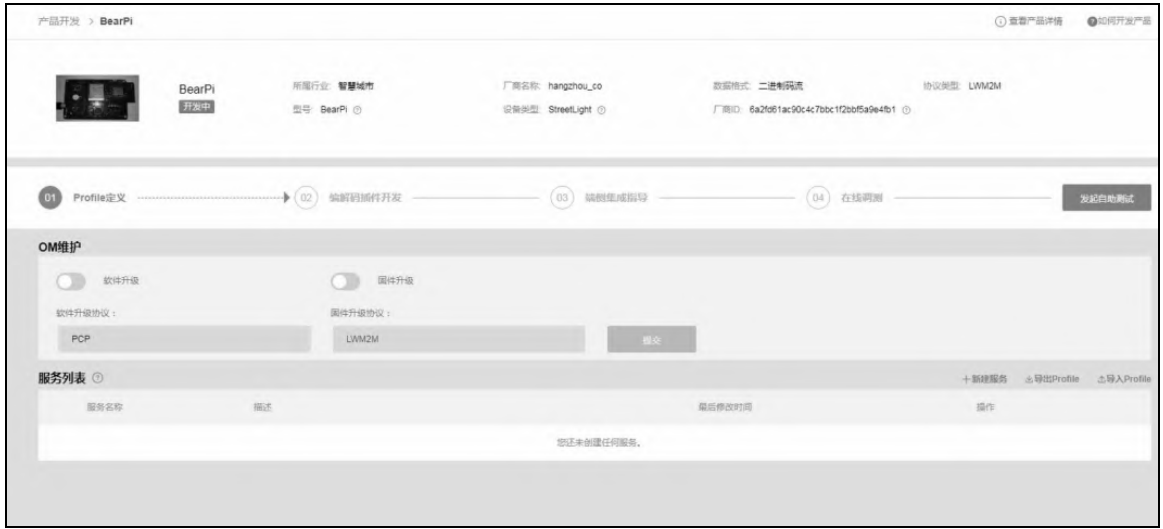 产品开发 > BearPi
查看产品详情 如何开发产品
BearPi
开发中
所属行业: 智慧城市
厂商名称: hangzhou_co
数据格式: 二进制码流
协议类型: LWM2M
型号: BearPi
设备类型: StreetLight
厂商ID: 6a2fd61ac90c4c7bbc1f2bbf5a9e4fb1
01 Profile定义
02 编解码插件开发
03 端侧集成指导
04 在线调测
发起自助测试
OM维护
软件升级 固件升级
软件升级协议: 固件升级协议:
PCP LWM2M 提交
服务列表
+新建服务 导出Profile 导入Profile
服务名称 描述 最后修改时间 操作
您还未创建任何服务。